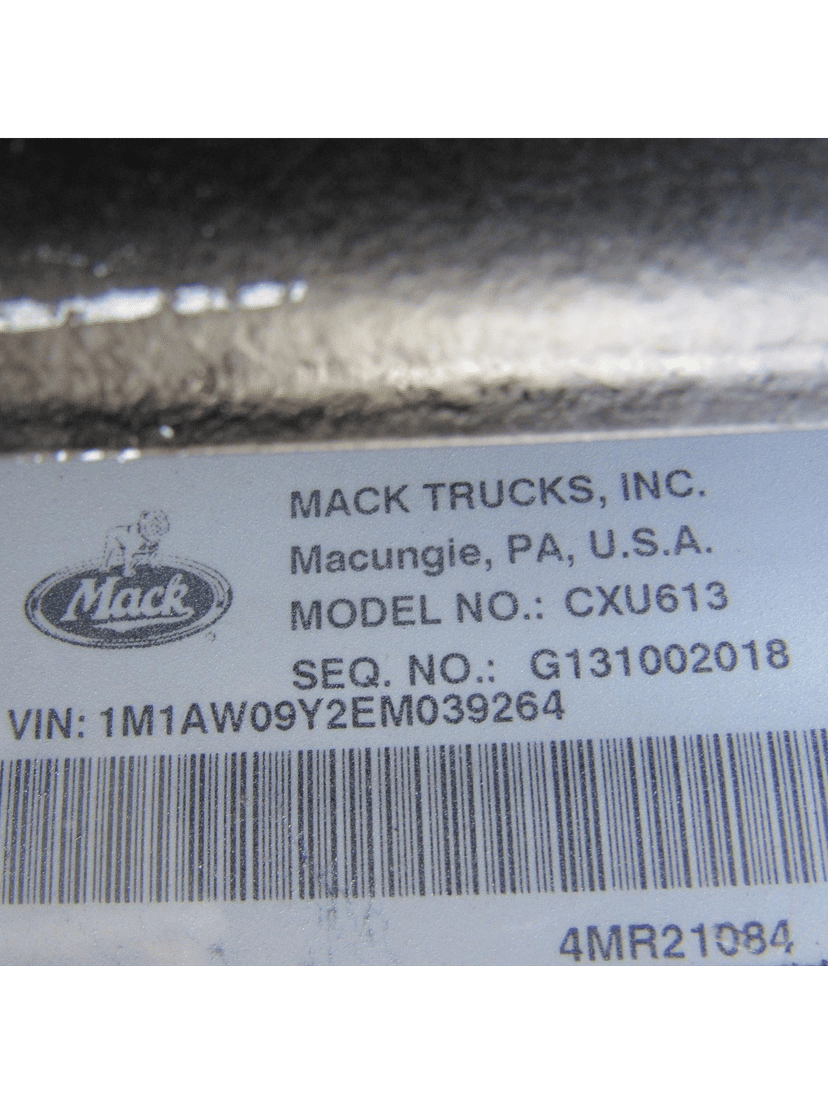 MACK TRUCKS, INC.
Macungie, PA, U.S.A.
Mack
MODEL NO.: CXU613
SEQ. NO.: G131002018
VIN: 1M1AW09Y2EM039264
4MR21084